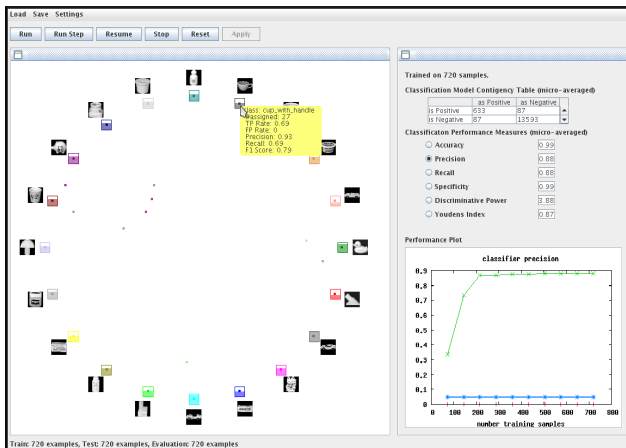 Load Save Settings
Run Run Step Resume Stop Reset Apply
class: cup_with_handle
assigned: 27
TP Rate: 0.69
FP Rate: 0
Precision: 0.93
Recall: 0.69
F1 Score: 0.79
Trained on 720 samples.
Classification Model Contigency Table (micro-averaged)
as Positive as Negative
is Positive 633 87
is Negative 87 13593
Classificaton Performance Measures (micro-averaged)
Accuracy 0.99
Precision 0.88
Recall 0.88
Specificity 0.99
Discriminative Power 3.88
Youdens Index 0.87
Performance Plot
classifier precision
0.9
0.8
0.7
0.6
0.5
0.4
0.3
0.2
0.1
0
0 100 200 300 400 500 600 700 800
number training samples
Train: 720 examples, Test: 720 examples, Evaluation: 720 examples